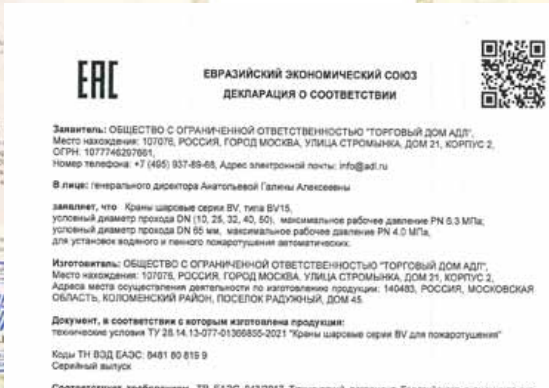 ЕАС
ЕВРАЗИЙСКИЙ ЭКОНОМИЧЕСКИЙ СОЮЗ
ДЕКЛАРАЦИЯ О СООТВЕТСТВИИ
Заявитель: ОБЩЕСТВО С ОГРАНИЧЕННОЙ ОТВЕТСТВЕННОСТЬЮ "ТОРГОВЫЙ ДОМ АДЛ",
Место нахождения: 107076, РОССИЯ, ГОРОД МОСКВА, УЛИЦА СТРОМЫНКА, ДОМ 21, КОРПУС 2,
ОГРН: 1077746297661,
Номер телефона: +7 (495) 937-89-68, Адрес электронной почты: info@adl.ru
В лице: генерального директора Анатольевой Галины Алексеевны
заявляет, что Краны шаровые серии BV, типа BV15,
условный диаметр прохода DN (10, 25, 32, 40, 50), максимальное рабочее давление PN 6.3 МПа;
условный диаметр прохода DN 65 мм, максимальное рабочее давление PN 4.0 МПа,
для установок водяного и пенного пожаротушения автоматических.
Изготовитель: ОБЩЕСТВО С ОГРАНИЧЕННОЙ ОТВЕТСТВЕННОСТЬЮ "ТОРГОВЫЙ ДОМ АДЛ",
Место нахождения: 107076, РОССИЯ, ГОРОД МОСКВА, УЛИЦА СТРОМЫНКА, ДОМ 21, КОРПУС 2,
Адреса места осуществления деятельности по изготовлению продукции: 140483, РОССИЯ, МОСКОВСКАЯ
ОБЛАСТЬ, КОЛОМЕНСКИЙ РАЙОН, ПОСЕЛОК РАДУЖНЫЙ, ДОМ 45.
Документ, в соответствии с которым изготовлена продукция:
технические условия ТУ 28.14.13-077-01366855-2021 "Краны шаровые серии BV для пожаротушения"
Коды ТН ВЭД ЕАЭС: 8481 80 819 9
Серийный выпуск